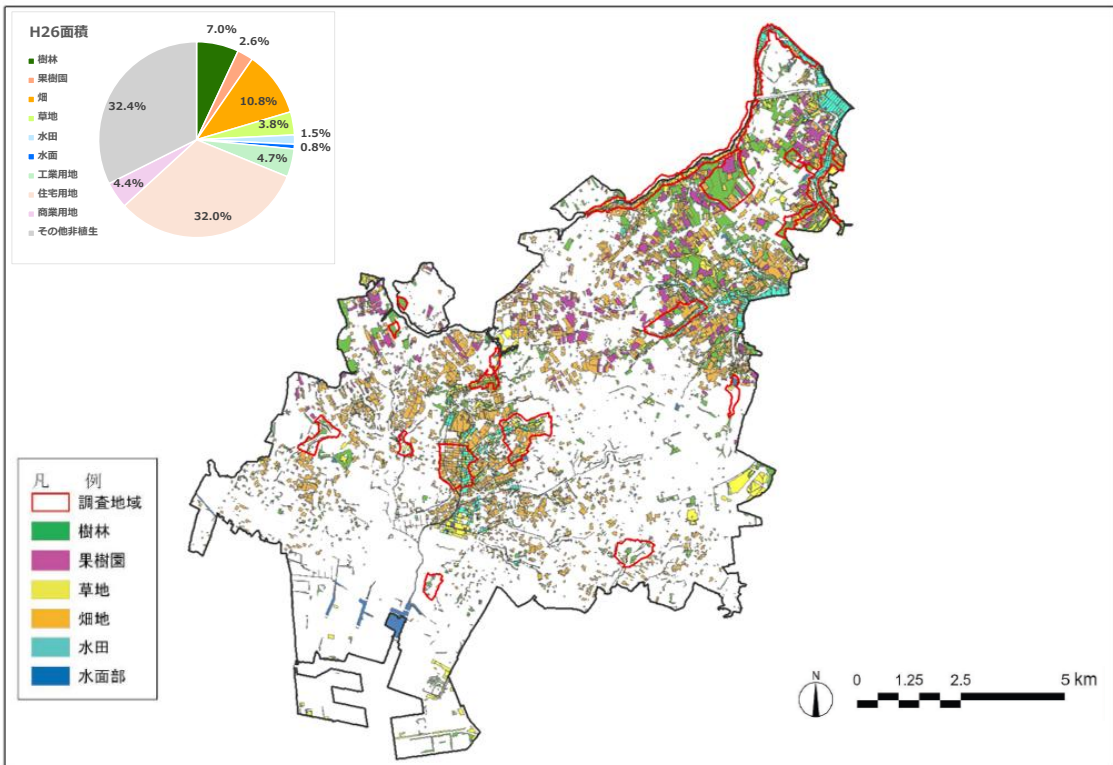 H26面積
樹林
果樹園
畑
草地
水田
水面
工業用地
住宅用地
商業用地
その他非植生
7.0%
2.6%
10.8%
3.8%
1.5%
0.8%
4.7%
32.0%
4.4%
32.4%
凡 例
調査地域
樹林
果樹園
草地
畑地
水田
水面部
N
0 1.25 2.5 5 km